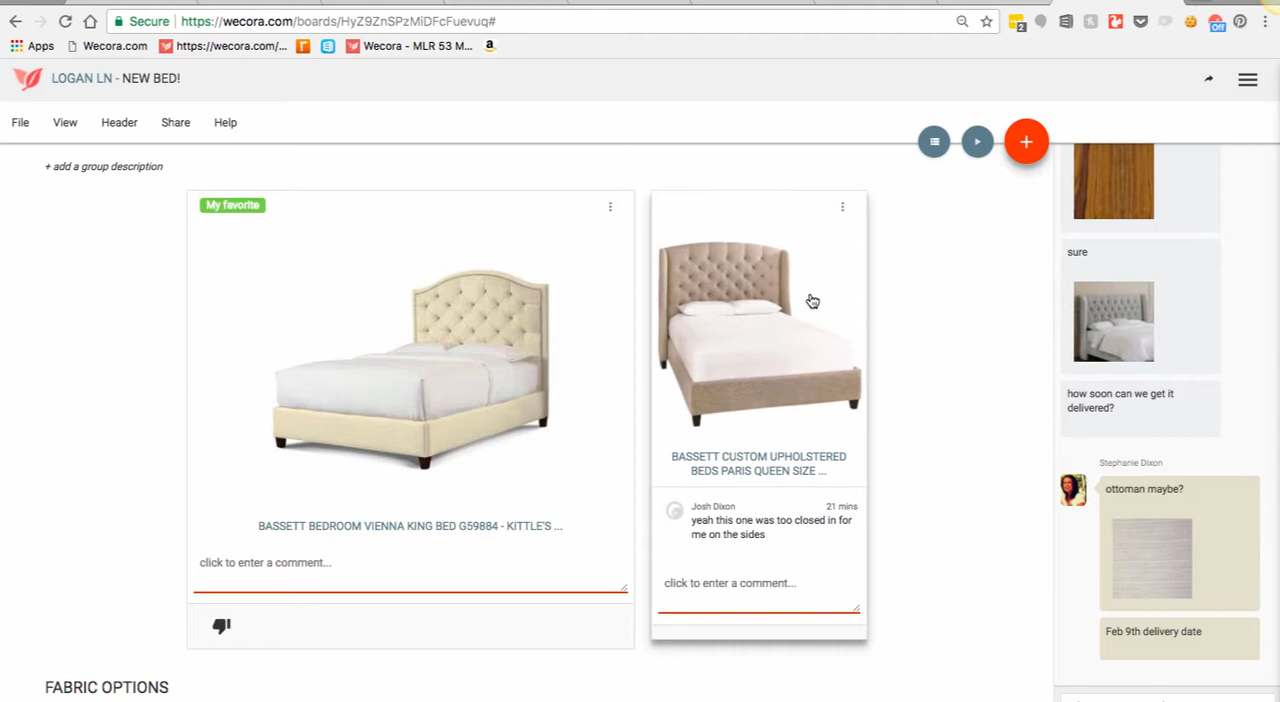 Secure
https://wecora.com/boards/HyZ9ZnSPzMiDFcFuevuq#
2
Off
Apps
Wecora.com
https://wecora.com/...
Wecora - MLR 53 M...
LOGAN LN - NEW BED!
File
View
Header
Share
Help
+ add a group description
My favorite
BASSETT BEDROOM VIENNA KING BED G59884 - KITTLE'S ...
click to enter a comment...
BASSETT CUSTOM UPHOLSTERED
BEDS PARIS QUEEN SIZE ...
Josh Dixon
21 mins
yeah this one was too closed in for
me on the sides
click to enter a comment...
FABRIC OPTIONS
sure
how soon can we get it
delivered?
Stephanie Dixon
ottoman maybe?
Feb 9th delivery date